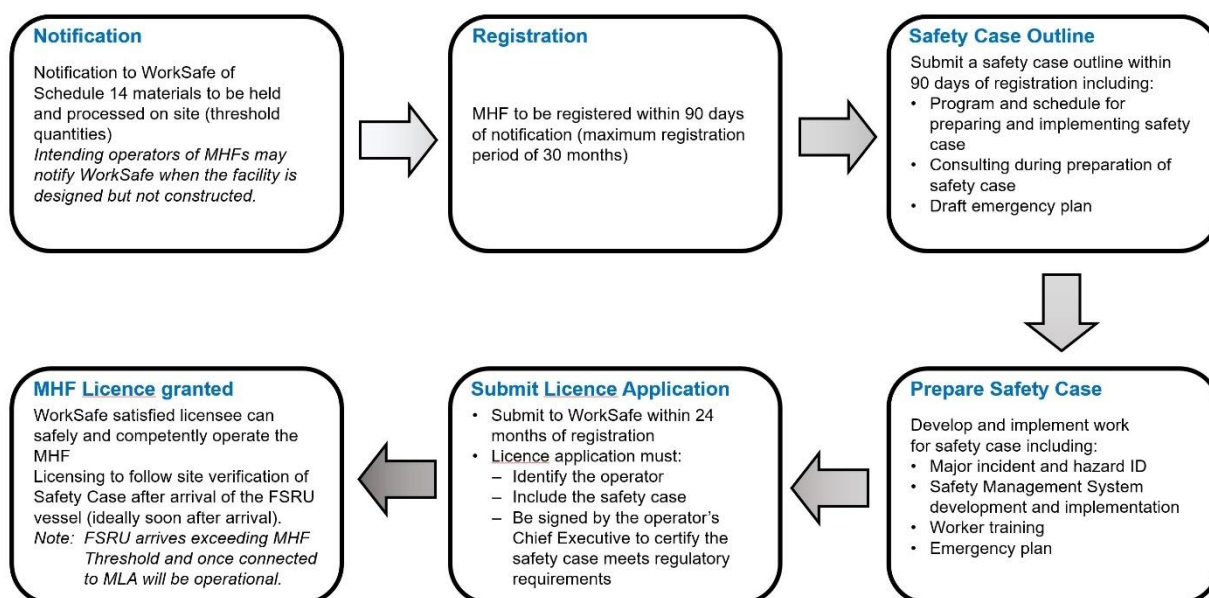 Notification
Notification to WorkSafe of
Schedule 14 materials to be held
and processed on site (threshold
quantities)
Intending operators of MHFs may
notify WorkSafe when the facility is
designed but not constructed.
Registration
MHF to be registered within 90 days
of notification (maximum registration
period of 30 months)
Safety Case Outline
Submit a safety case outline within
90 days of registration including:
• Program and schedule for
preparing and implementing safety
case
• Consulting during preparation of
safety case
• Draft emergency plan
Prepare Safety Case
Develop and implement work
for safety case including:
• Major incident and hazard ID
• Safety Management System
development and implementation
• Worker training
• Emergency plan
Submit Licence Application
• Submit to WorkSafe within 24
months of registration
• Licence application must:
– Identify the operator
– Include the safety case
– Be signed by the operator's
Chief Executive to certify the
safety case meets regulatory
requirements
MHF Licence granted
WorkSafe satisfied licensee can
safely and competently operate the
MHF
Licensing to follow site verification of
Safety Case after arrival of the FSRU
vessel (ideally soon after arrival).
Note: FSRU arrives exceeding MHF
Threshold and once connected
to MLA will be operational.